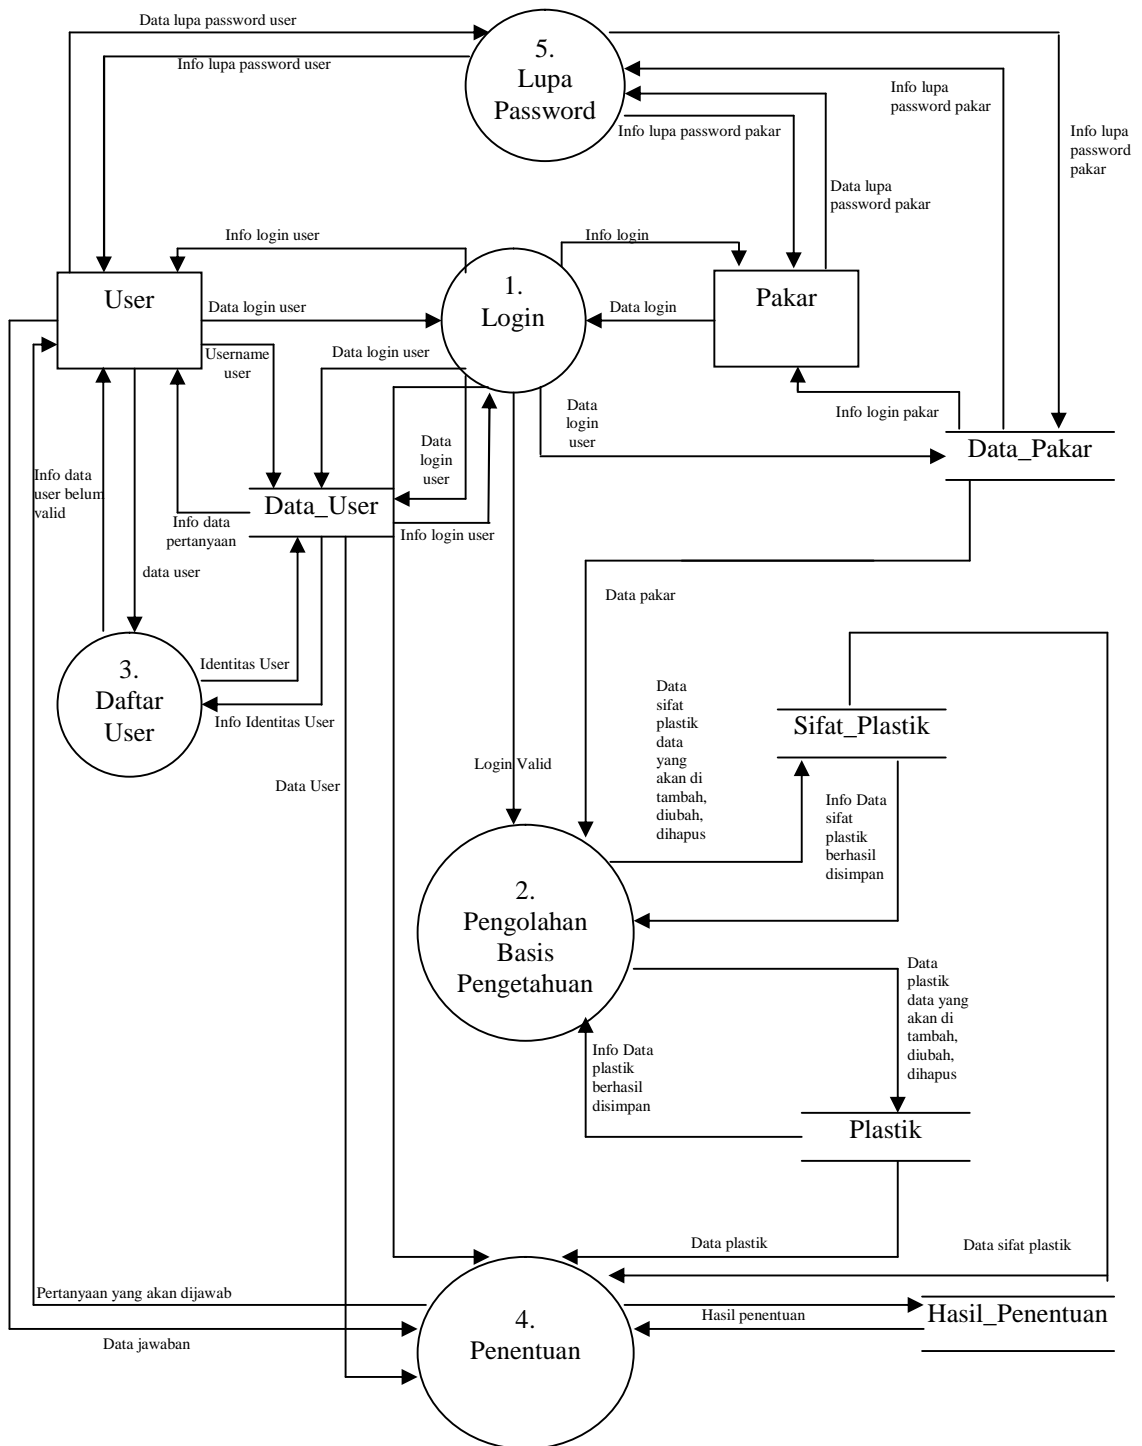 Data lupa password user
5.
Lupa
Password
Info lupa password user
Info lupa
password pakar
Info lupa password pakar
Info lupa
password
pakar
Data lupa
password pakar
Info login user
Info login
User
1.
Login
Pakar
Data login user
Data login
Username
user
Data login user
Data
login
user
Info login pakar
Data_Pakar
Data
login
user
Info data
user belum
valid
Data_User
Info data
pertanyaan
Info login user
data user
Data pakar
3.
Daftar
User
Identitas User
Info Identitas User
Data
sifat
plastik
data
yang
akan di
tambah,
diubah,
dihapus
Sifat_Plastik
Data User
Login Valid
Info Data
sifat
plastik
berhasil
disimpan
2.
Pengolahan
Basis
Pengetahuan
Data
plastik
data yang
akan di
tambah,
diubah,
dihapus
Info Data
plastik
berhasil
disimpan
Plastik
Data plastik
Data sifat plastik
Pertanyaan yang akan dijawab
4.
Penentuan
Hasil penentuan
Hasil_Penentuan
Data jawaban